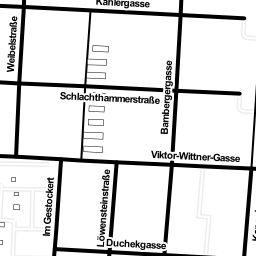 Kahlergasse
Weibelstraße
Bambergergasse
Schlachthammerstraße
Viktor-Wittner-Gasse
Im Gestockert
Löwensteinstraße
Duchekgasse